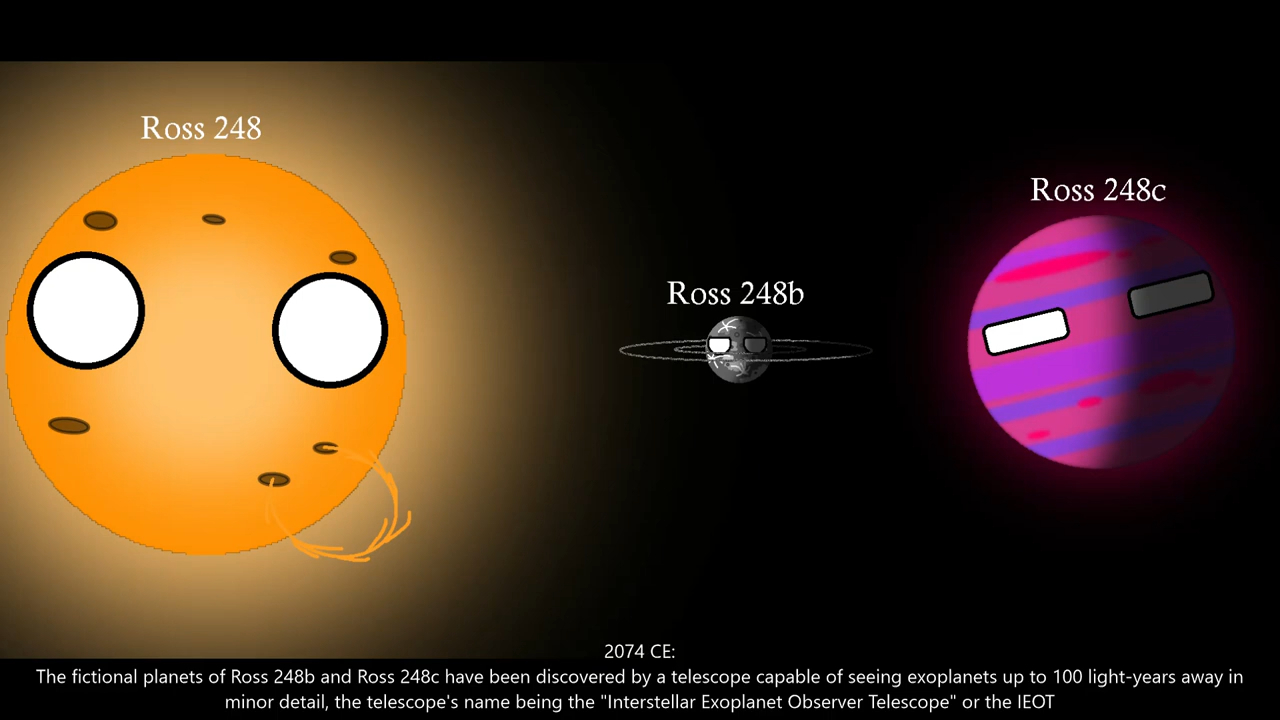 Ross 248
Ross 248c
Ross 248b
2074 CE:
The fictional planets of Ross 248b and Ross 248c have been discovered by a telescope capable of seeing exoplanets up to 100 light-years away in
minor detail, the telescope's name being the "Interstellar Exoplanet Observer Telescope" or the IEOT